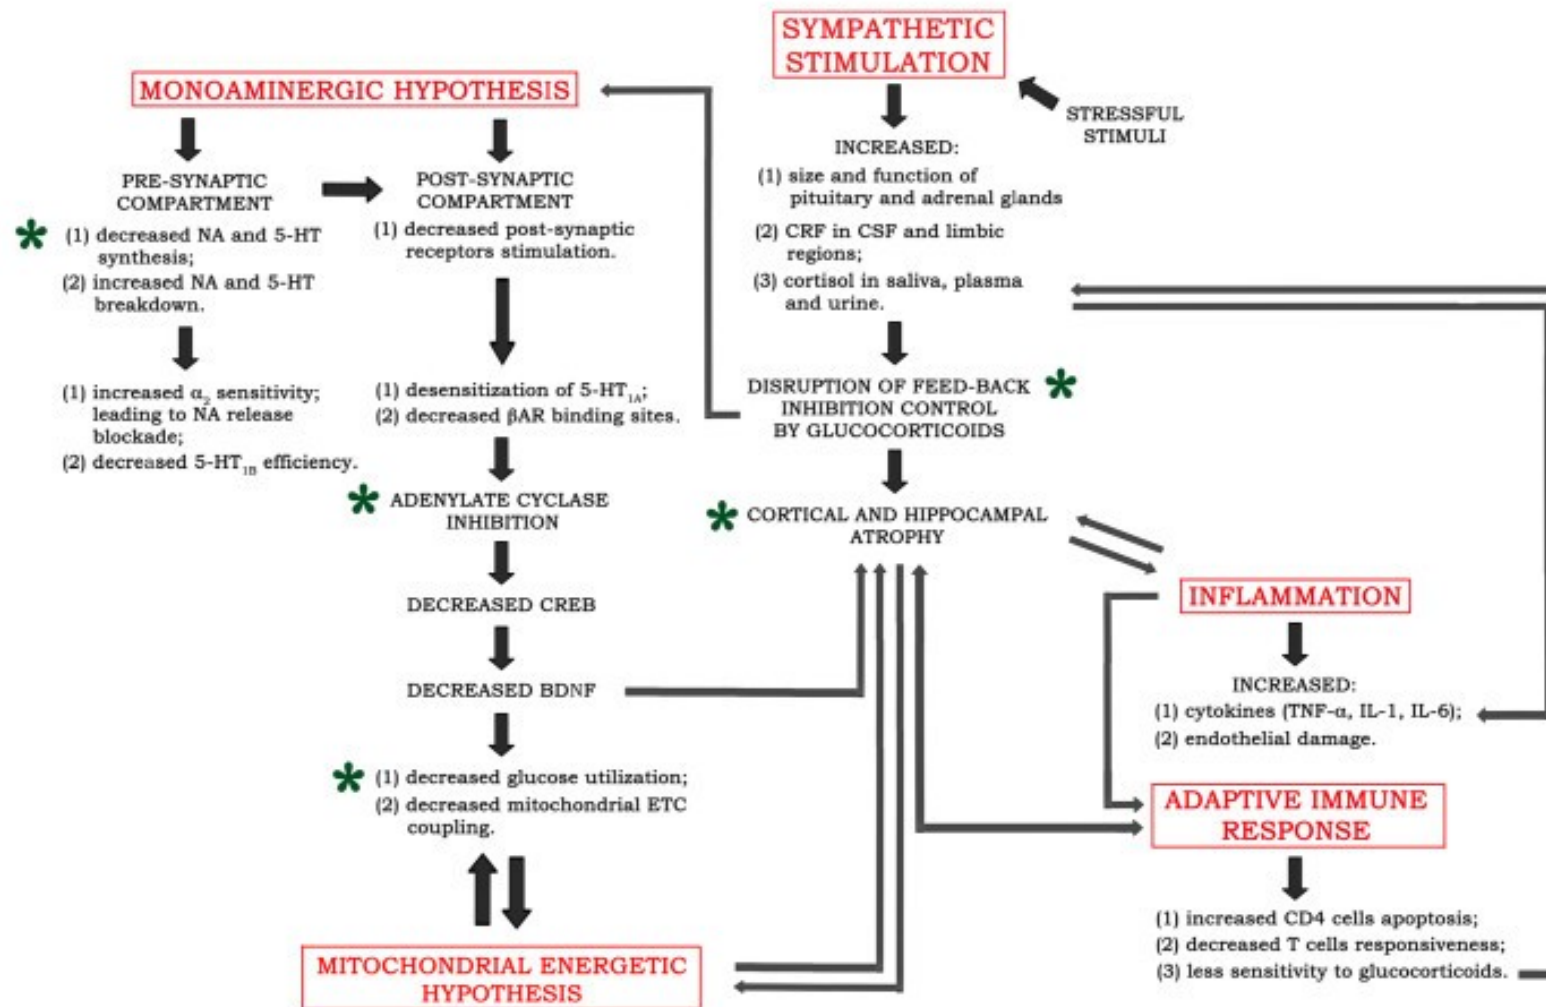 SYMPATHETIC
STIMULATION
STRESSFUL
STIMULI
INCREASED:
(1) size and function of
pituitary and adrenal glands
(2) CRF in CSF and limbic
regions;
(3) cortisol in saliva, plasma
and urine.
DISRUPTION OF FEED-BACK
INHIBITION CONTROL
BY GLUCOCORTICOIDS
CORTICAL AND HIPPOCAMPAL
ATROPHY
MONOAMINERGIC HYPOTHESIS
PRE-SYNAPTIC
COMPARTMENT
(1) decreased NA and 5-HT
synthesis;
(2) increased NA and 5-HT
breakdown.
(1) increased α₂ sensitivity;
leading to NA release
blockade;
(2) decreased 5-HT1B efficiency.
POST-SYNAPTIC
COMPARTMENT
(1) decreased post-synaptic
receptors stimulation.
(1) desensitization of 5-HT1A;
(2) decreased βAR binding sites.
ADENYLATE CYCLASE
INHIBITION
DECREASED CREB
DECREASED BDNF
(1) decreased glucose utilization;
(2) decreased mitochondrial ETC
coupling.
MITOCHONDRIAL ENERGETIC
HYPOTHESIS
INFLAMMATION
INCREASED:
(1) cytokines (TNF-α, IL-1, IL-6);
(2) endothelial damage.
ADAPTIVE IMMUNE
RESPONSE
(1) increased CD4 cells apoptosis;
(2) decreased T cells responsiveness;
(3) less sensitivity to glucocorticoids.